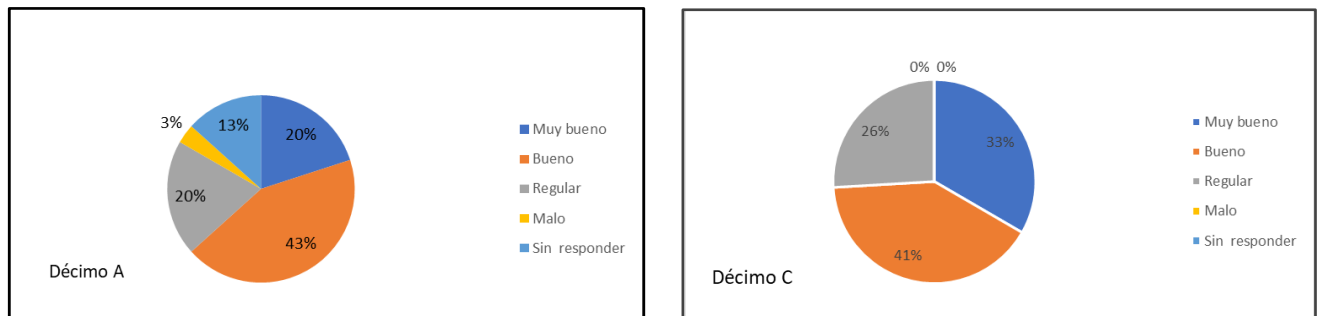 3%
13%
20%
20%
43%
Muy bueno
Bueno
Regular
Malo
Sin responder
Décimo A
0% 0%
26%
33%
41%
Muy bueno
Bueno
Regular
Malo
Sin responder
Décimo C